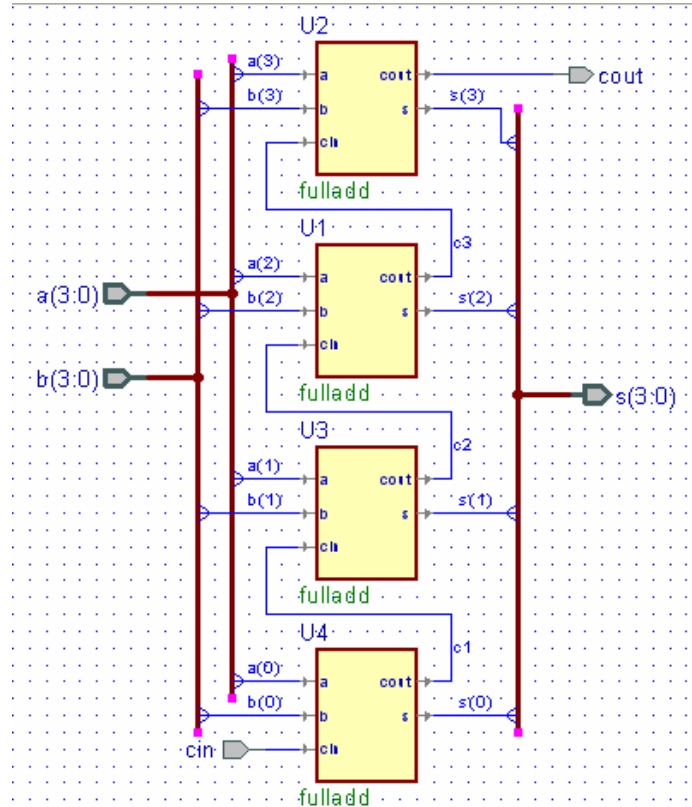 U2
a(3)
a cout
cout
b(3)
b s
s(3)
cin
fulladd
U1
c3
a(2)
a cout
a(3:0)
b(2)
b s
s(2)
cin
b(3:0)
fulladd
s(3:0)
U3
c2
a(1)
a cout
b(1)
b s
s(1)
cin
fulladd
U4
c1
a(0)
a cout
b(0)
b s
s(0)
cin
cin
fulladd